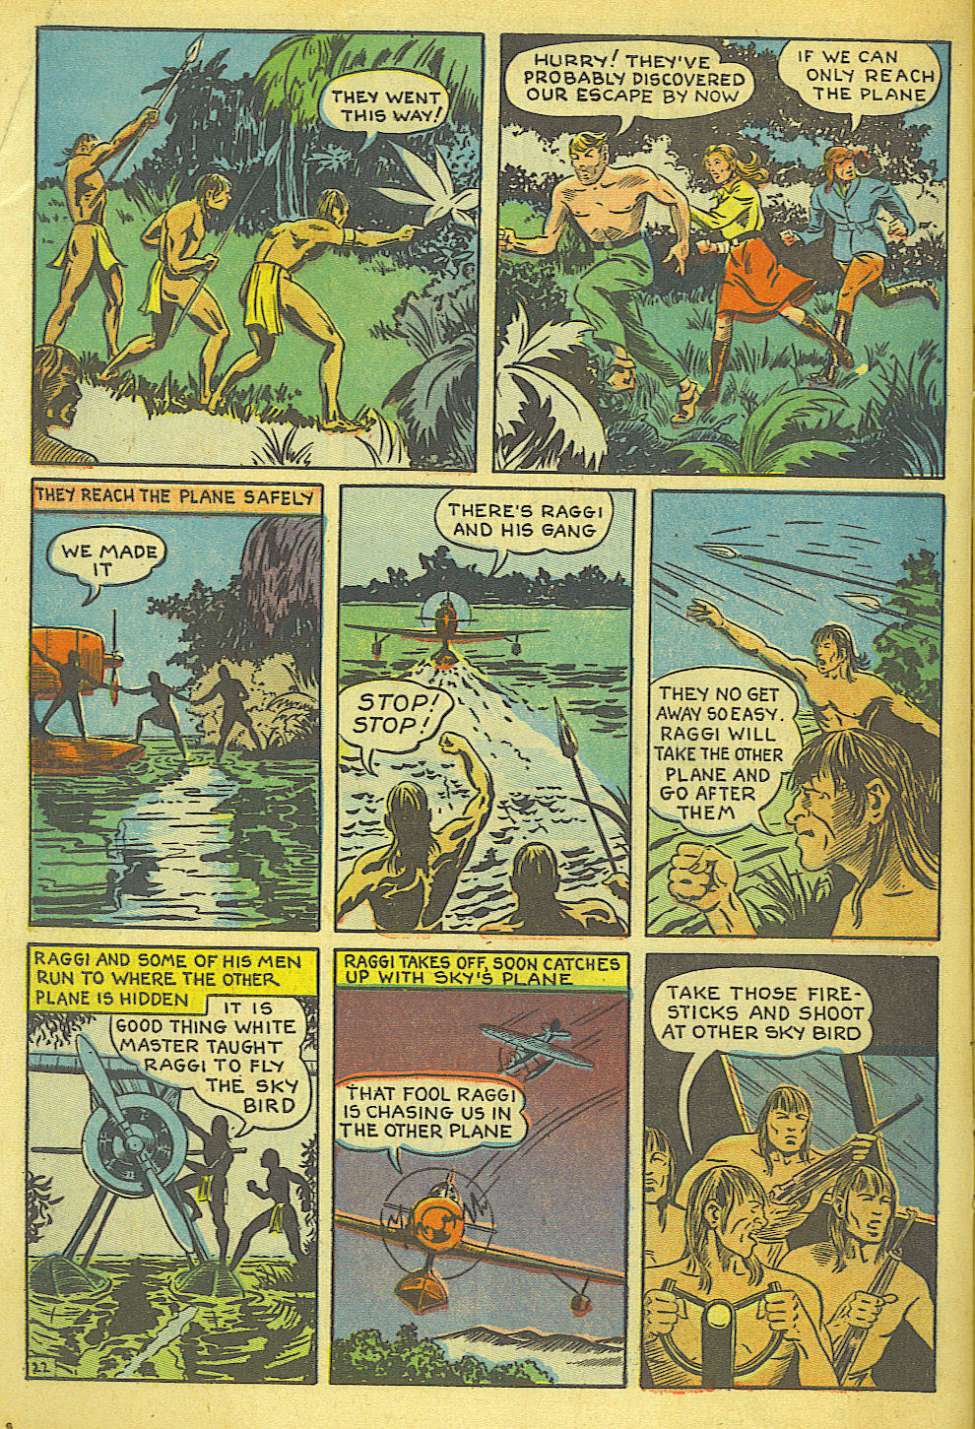 THEY WENT
THIS WAY!
HURRY! THEY'VE
PROBABLY DISCOVERED
OUR ESCAPE BY NOW
IF WE CAN
ONLY REACH
THE PLANE
THEY REACH THE PLANE SAFELY
WE MADE
IT
THERE'S RAGGI
AND HIS GANG
STOP!
STOP!
THEY NO GET
AWAY SO EASY.
RAGGI WILL
TAKE THE OTHER
PLANE AND
GO AFTER
THEM
RAGGI AND SOME OF HIS MEN
RUN TO WHERE THE OTHER
PLANE IS HIDDEN
IT IS
GOOD THING WHITE
MASTER TAUGHT
RAGGI TO FLY
THE SKY
BIRD
22
RAGGI TAKES OFF, SOON CATCHES
UP WITH SKY'S PLANE
THAT FOOL RAGGI
IS CHASING US IN
THE OTHER PLANE
TAKE THOSE FIRE-
STICKS AND SHOOT
AT OTHER SKY BIRD